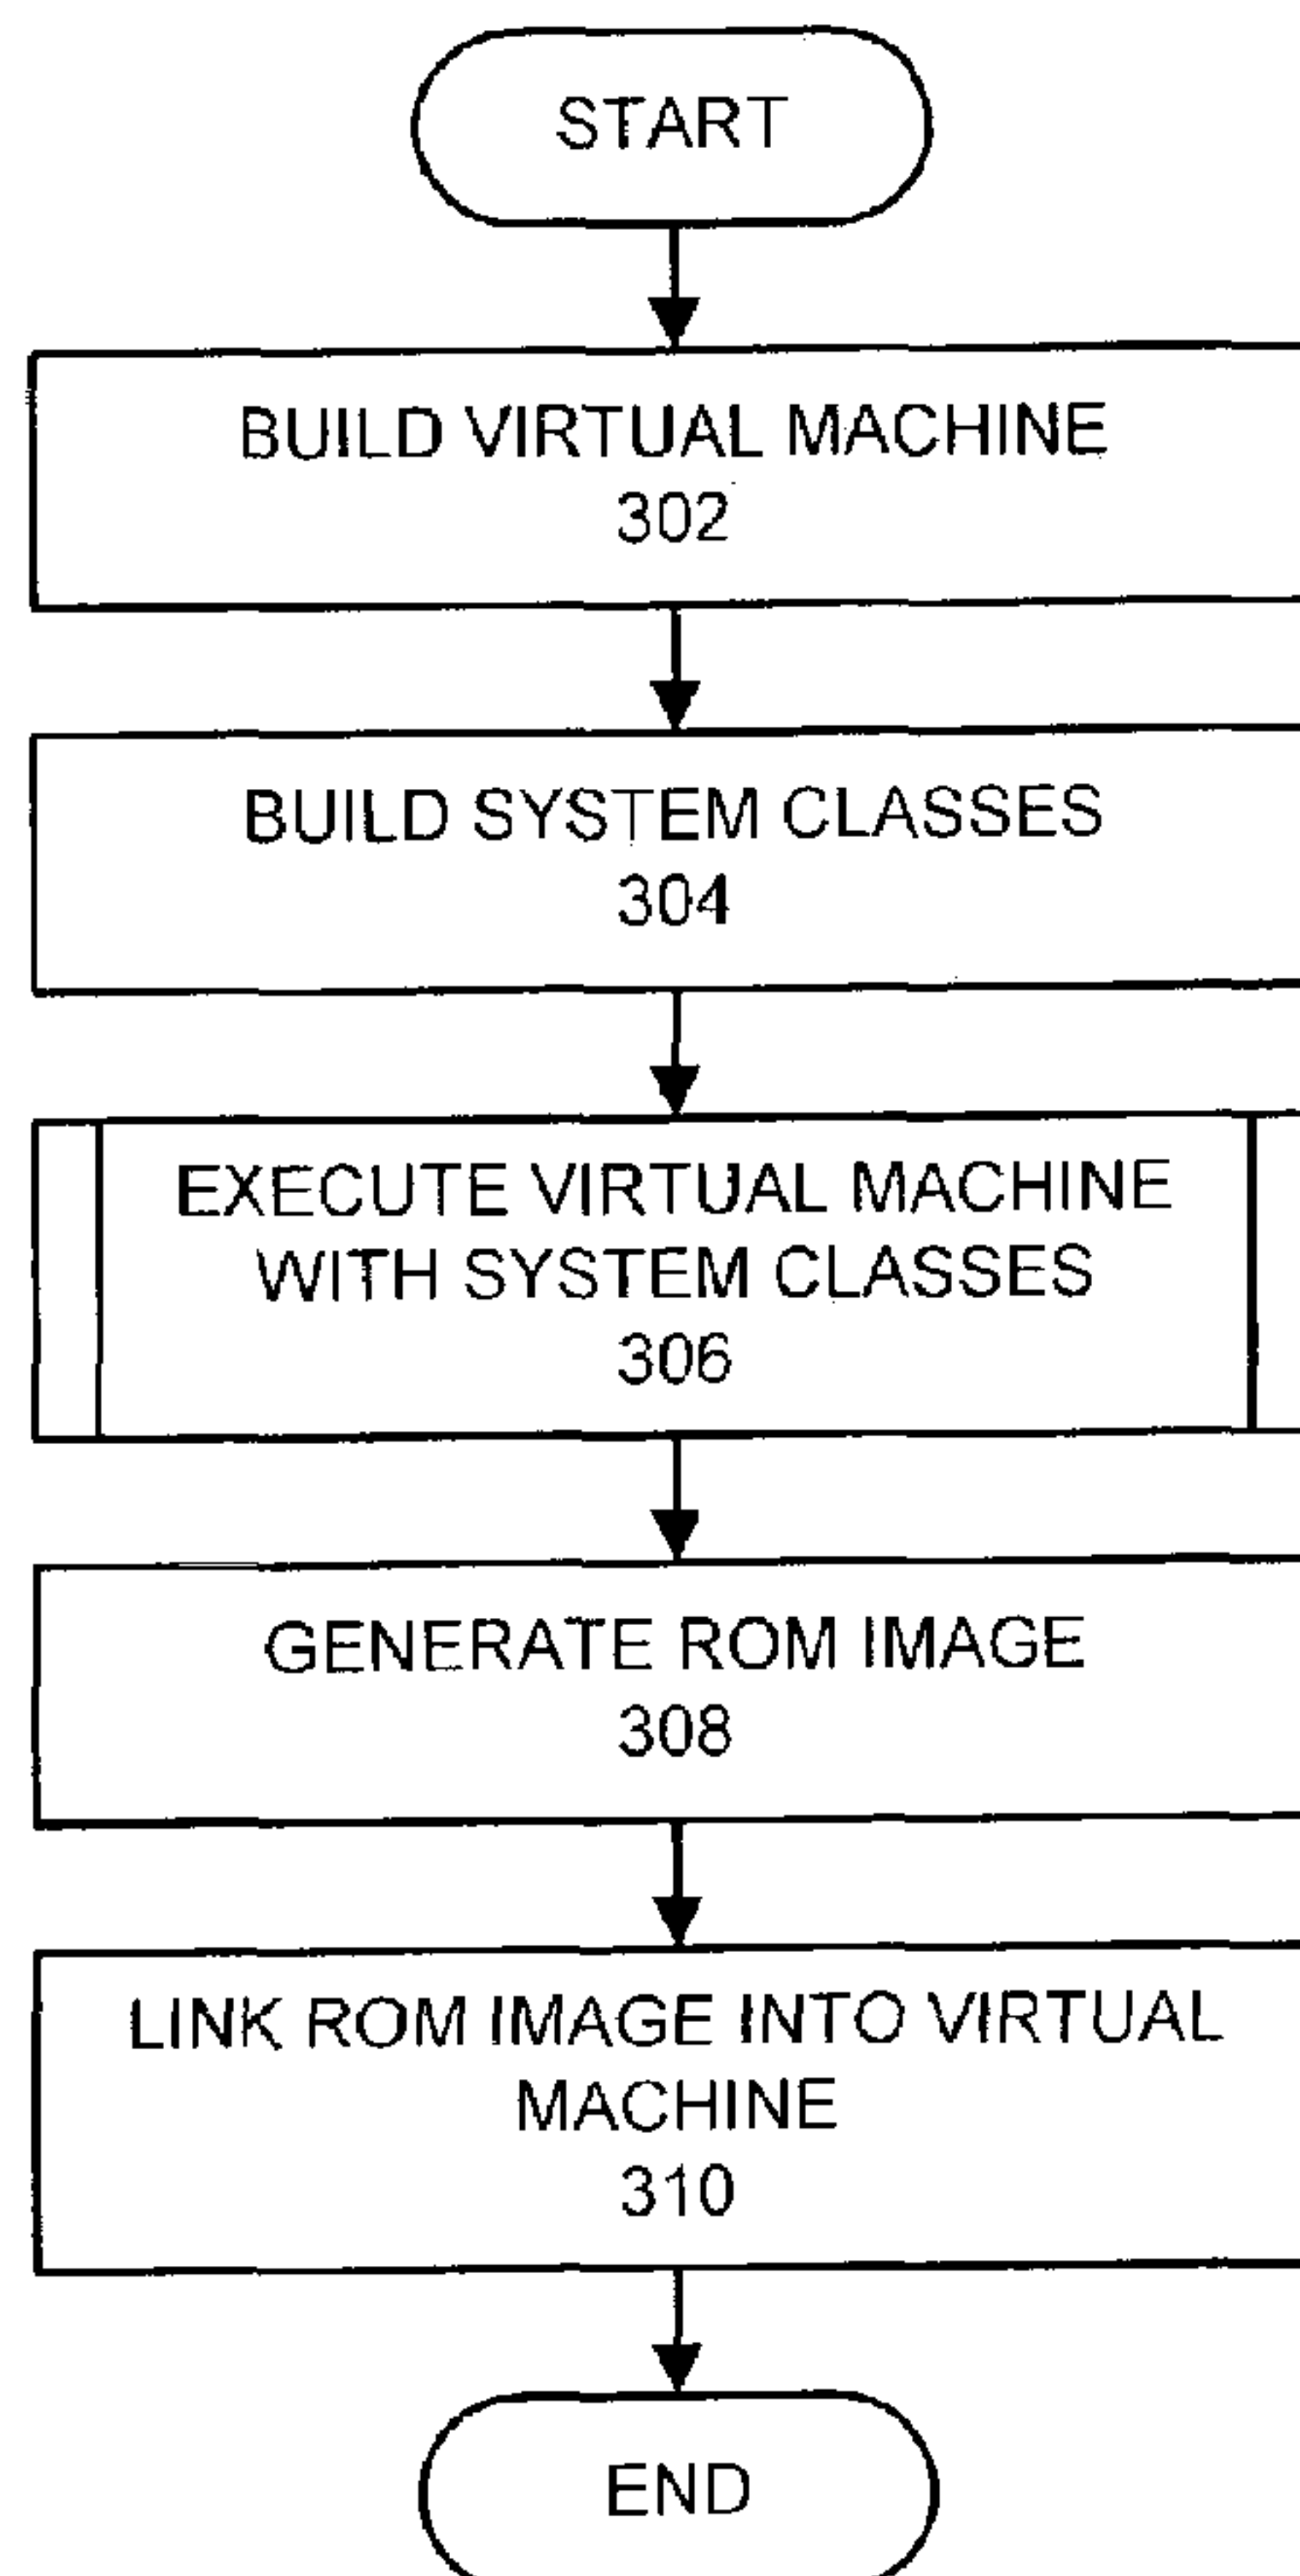 START
BUILD VIRTUAL MACHINE
302
BUILD SYSTEM CLASSES
304
EXECUTE VIRTUAL MACHINE
WITH SYSTEM CLASSES
306
GENERATE ROM IMAGE
308
LINK ROM IMAGE INTO VIRTUAL
MACHINE
310
END